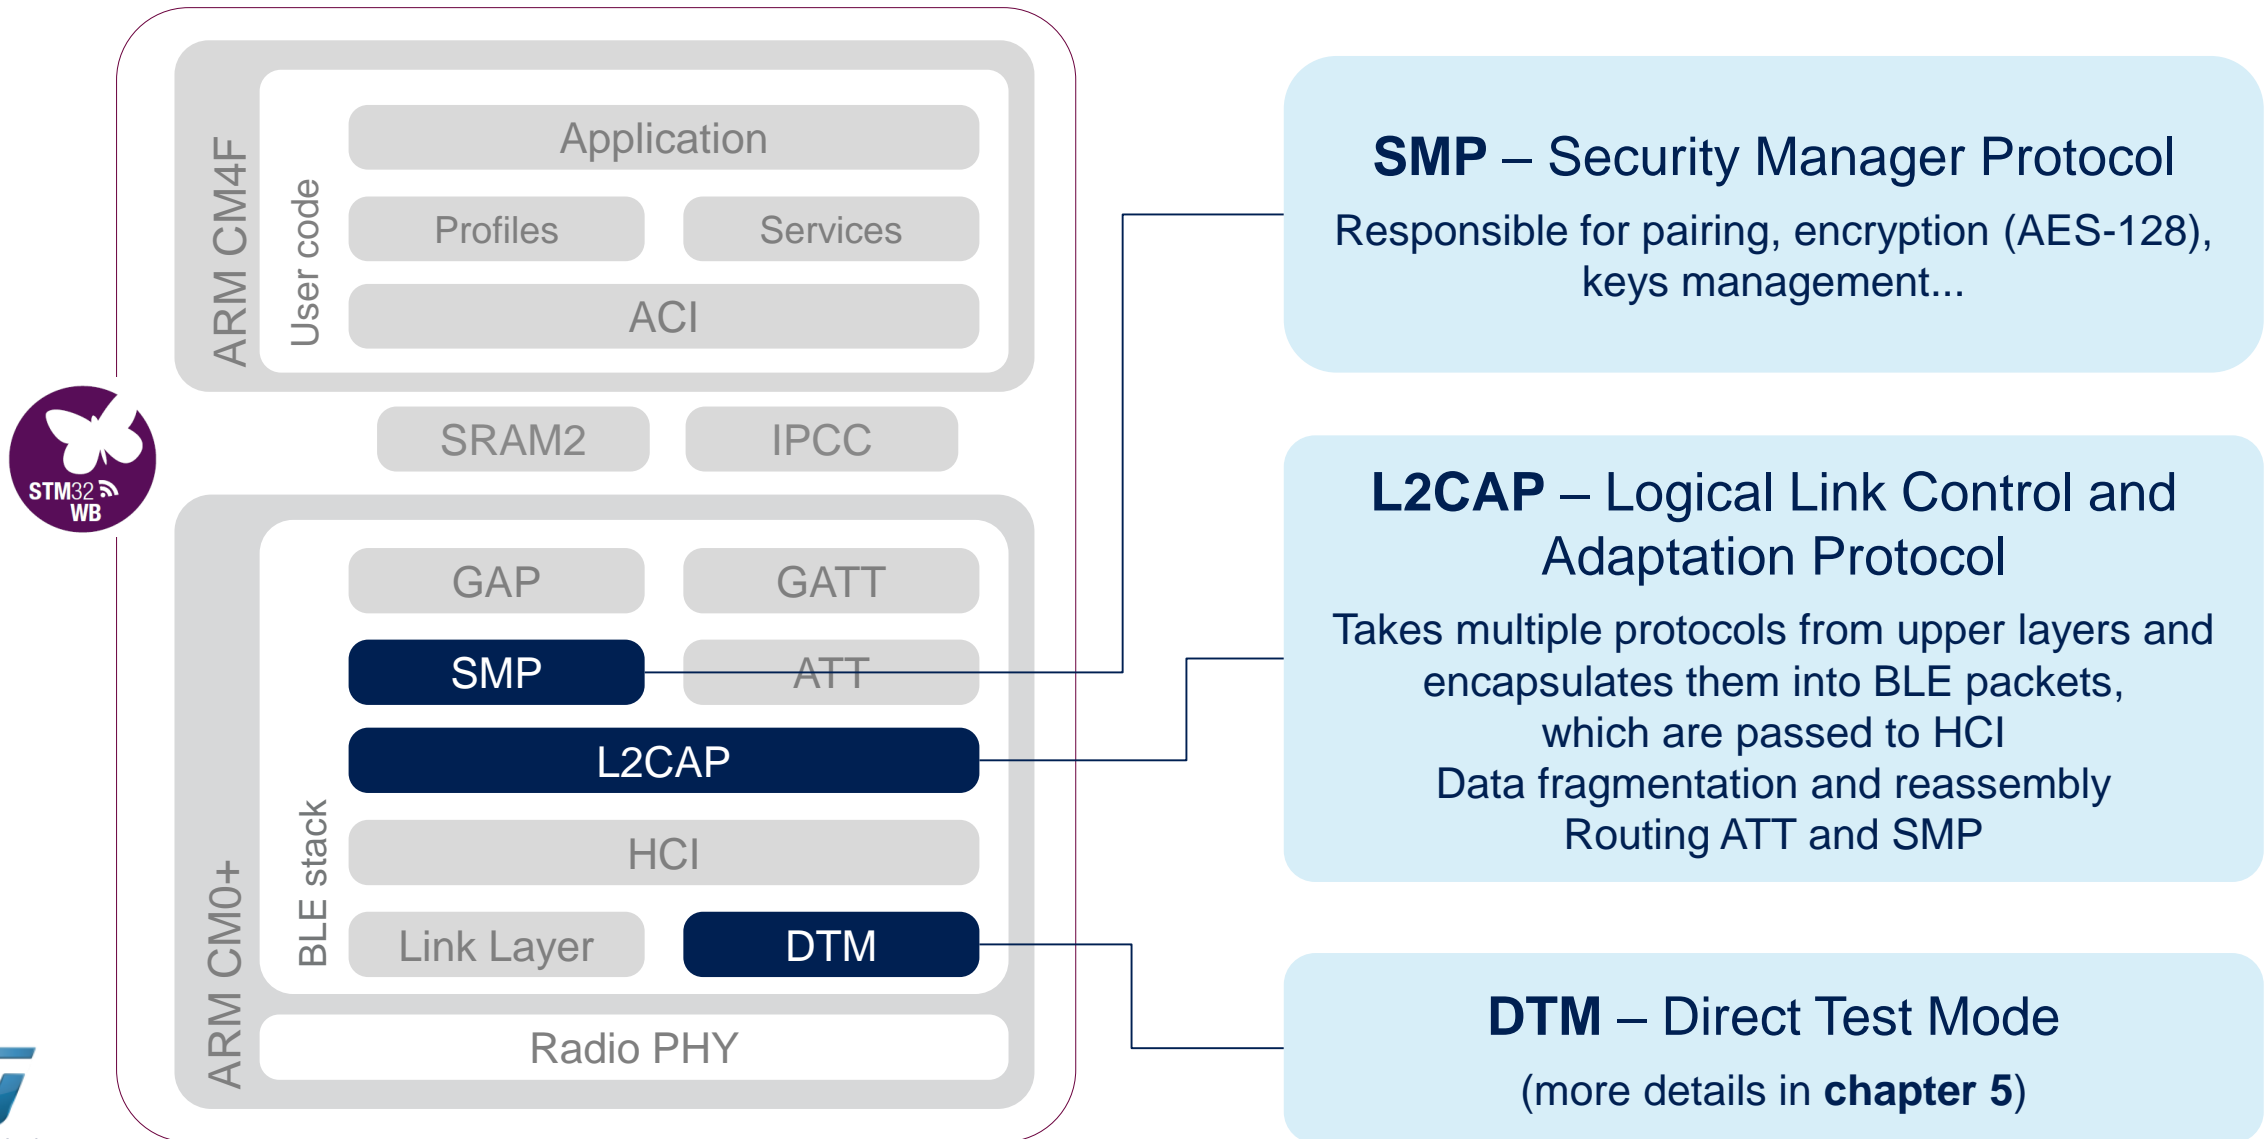 ARM CM4F
User code
Application
Profiles
Services
ACI
SRAM2
IPCC
STM32
WB
ARM CM0+
BLE stack
GAP
GATT
SMP
ATT
L2CAP
HCI
Link Layer
DTM
Radio PHY
SMP – Security Manager Protocol
Responsible for pairing, encryption (AES-128),
keys management...
L2CAP – Logical Link Control and
Adaptation Protocol
Takes multiple protocols from upper layers and
encapsulates them into BLE packets,
which are passed to HCI
Data fragmentation and reassembly
Routing ATT and SMP
DTM – Direct Test Mode
(more details in chapter 5)